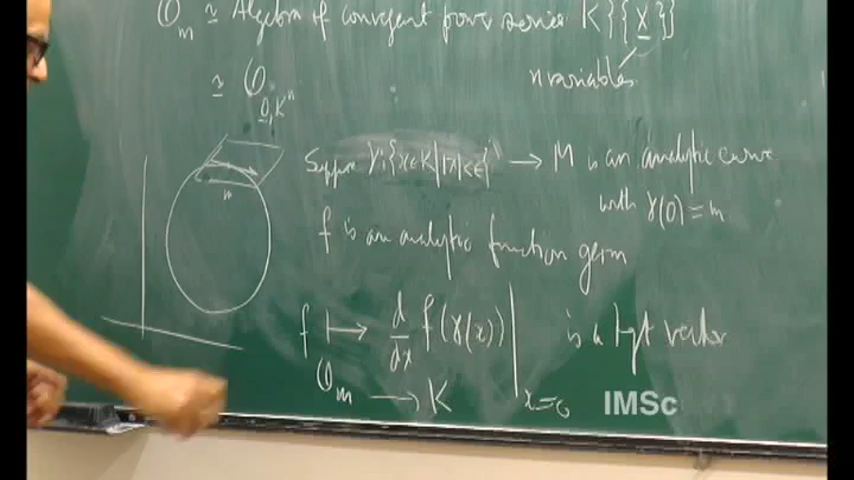 O_m ≃ Algebra of convergent power series K{{x}}
n variables
≃ O_{0,K^n}
m
Suppose γ: {x∈K | |x|<ε} → M is an analytic curve
with γ(0) = m
f is an analytic function germ
f ↦ d/dx f(γ(x)) |_{x=0} is a tgt vector
O_m → K
IMSc